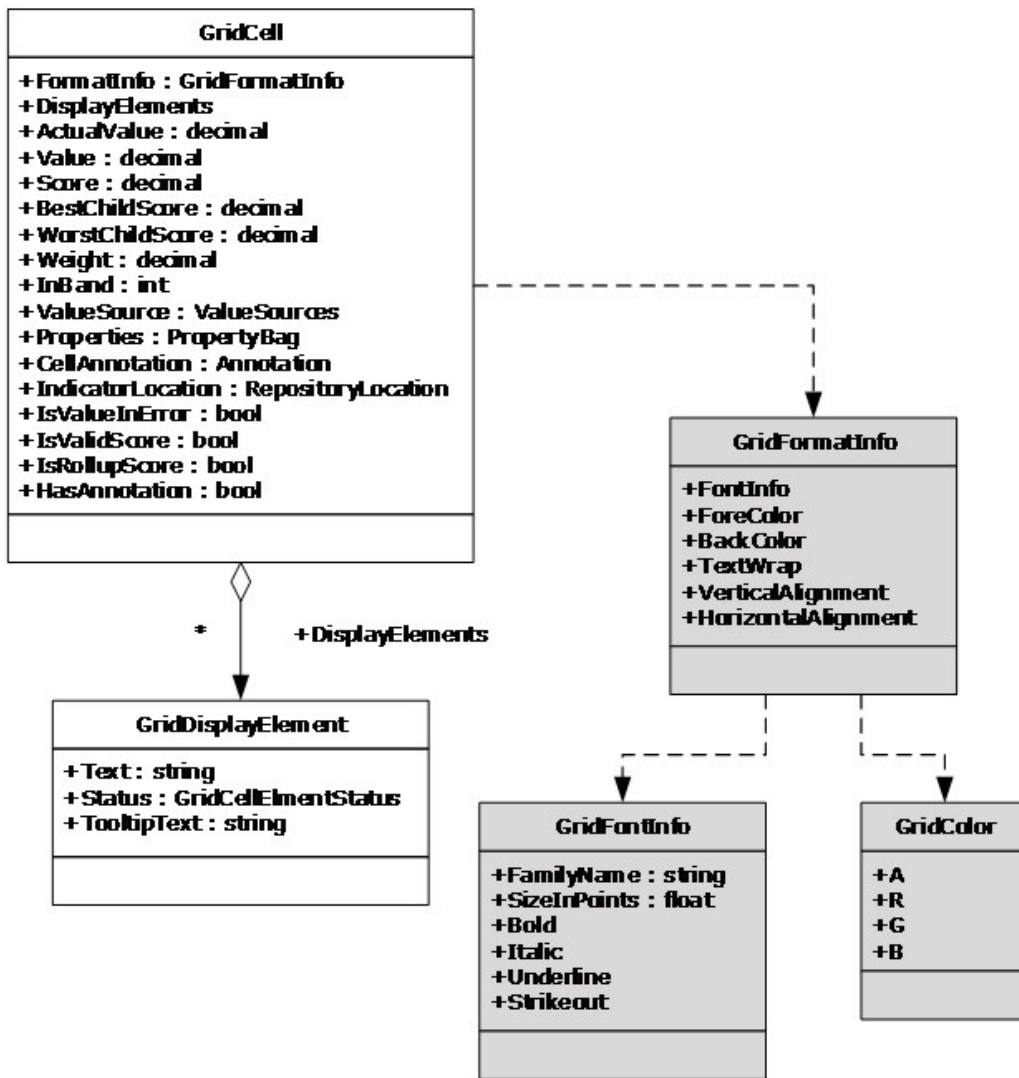 GridCell
+FormatInfo : GridFormatInfo
+DisplayElements
+ActualValue : decimal
+Value : decimal
+Score : decimal
+BestChildScore : decimal
+WorstChildScore : decimal
+Weight : decimal
+InBand : int
+ValueSource : ValueSources
+Properties : PropertyBag
+CellAnnotation : Annotation
+IndicatorLocation : RepositoryLocation
+IsValueInError : bool
+IsValidScore : bool
+IsRollupScore : bool
+HasAnnotation : bool
* +DisplayElements
GridDisplayElement
+Text : string
+Status : GridCellElmentStatus
+TooltipText : string
GridFormatInfo
+FontInfo
+ForeColor
+BackColor
+TextWrap
+VerticalAlignment
+HorizontalAlignment
GridFontInfo
+FamilyName : string
+SizeInPoints : float
+Bold
+Italic
+Underline
+Strikeout
GridColor
+A
+R
+G
+B